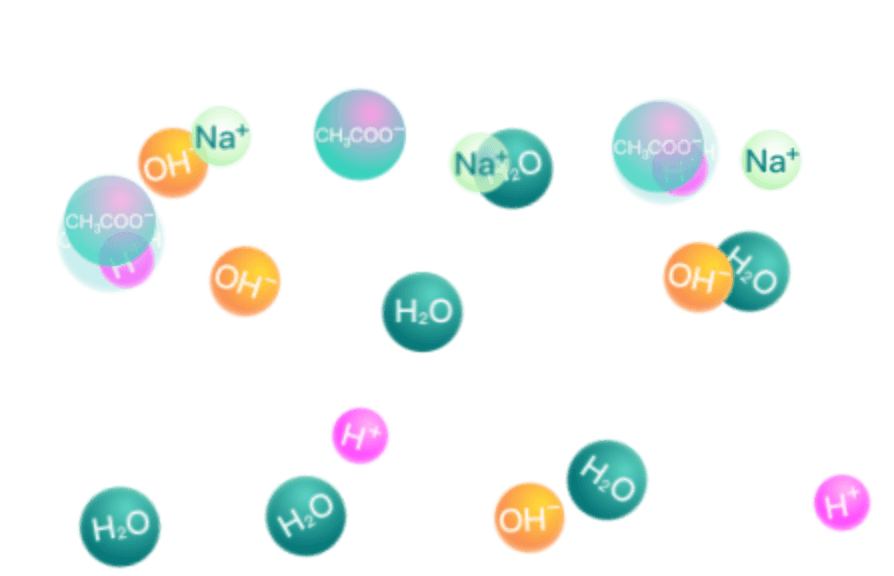 Na⁺
OH⁻
CH₃COO⁻
Na⁺
H₂O
CH₃COO⁻
H
Na⁺
CH₃COO⁻
H⁺
OH⁻
OH⁻
H₂O
H₂O
H⁺
H₂O
H₂O
OH⁻
H₂O
H⁺